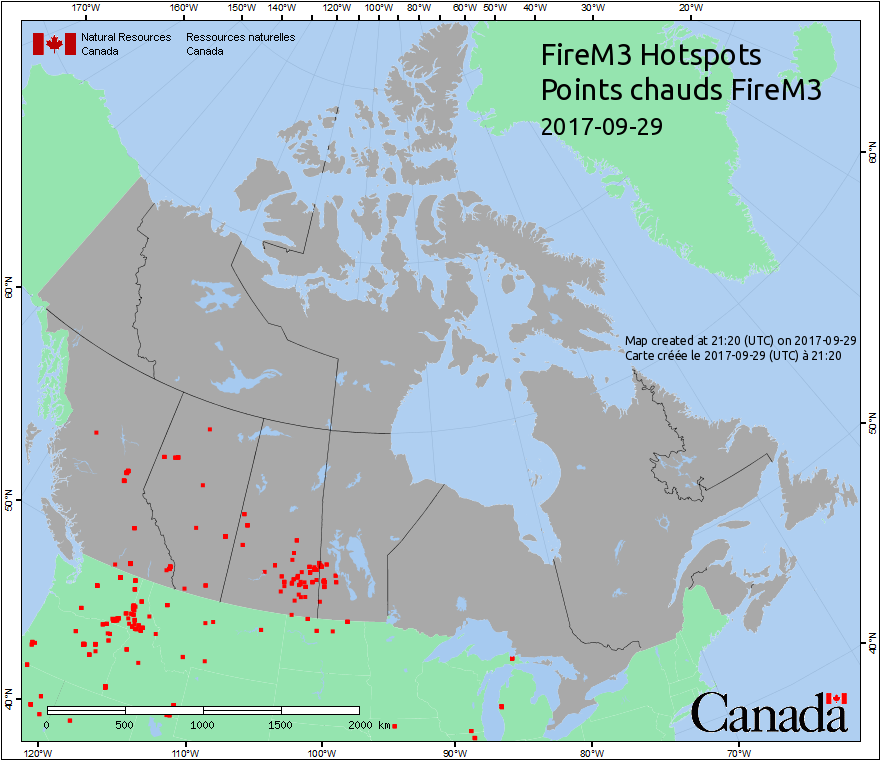 170°W 160°W 150°W 140°W 130°W 120°W 110°W 100°W 90°W 80°W 60°W 50°W 40°W 30°W 20°W
Natural Resources Ressources naturelles
Canada Canada
FireM3 Hotspots
Points chauds FireM3
2017-09-29
60°N 60°N
Map created at 21:20 (UTC) on 2017-09-29
Carte créée le 2017-09-29 (UTC) à 21:20
50°N 50°N
40°N 40°N
0 500 1000 1500 2000 km
Canada
120°W 110°W 100°W 90°W 80°W 70°W